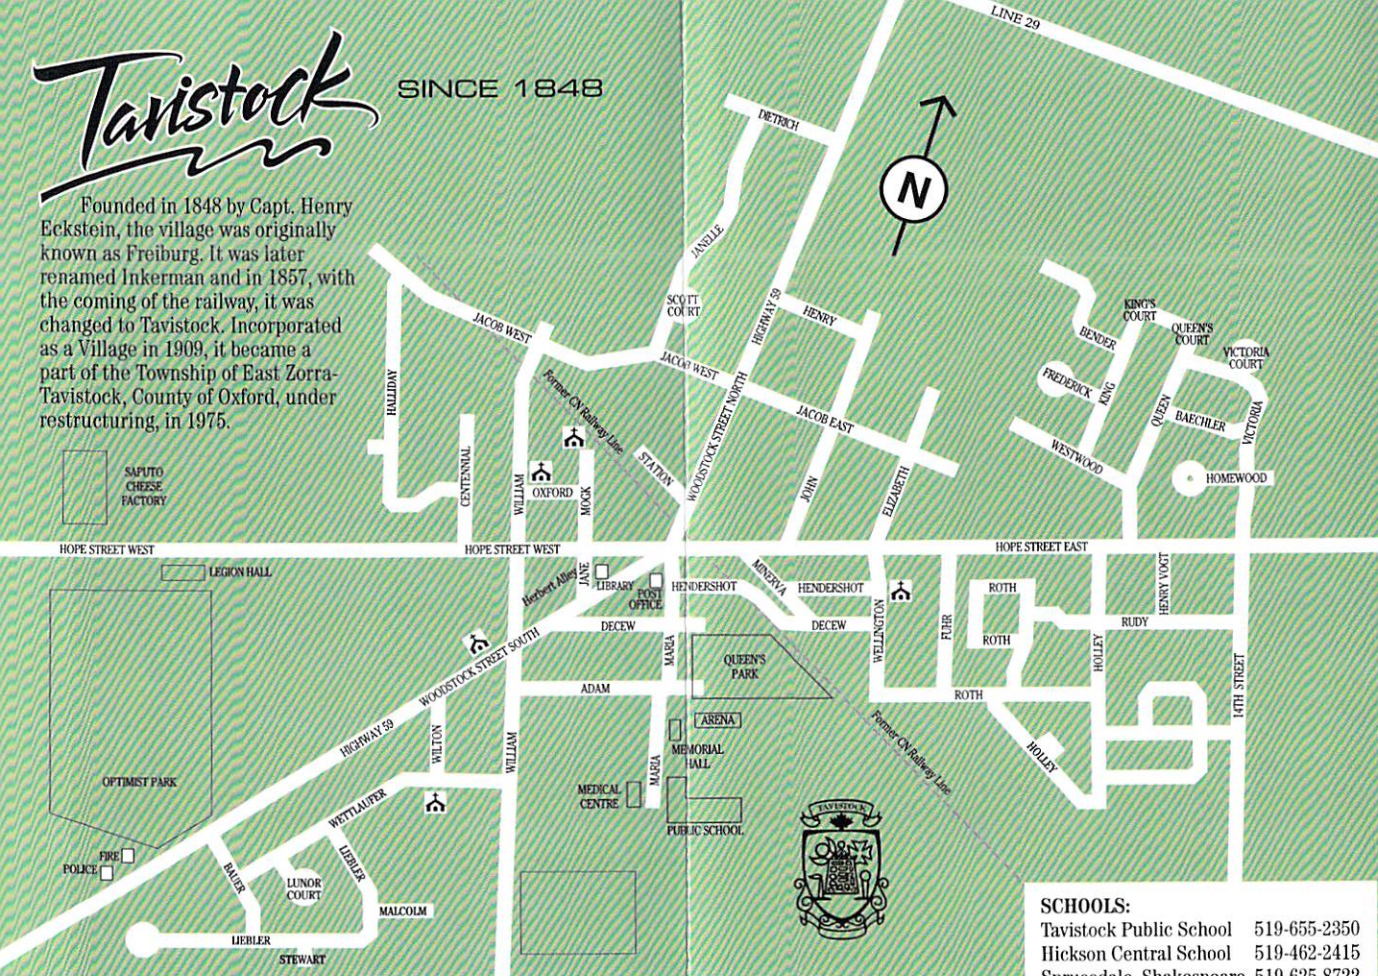 Tavistock
SINCE 1848
Founded in 1848 by Capt. Henry
Eckstein, the village was originally
known as Freiburg. It was later
renamed Inkerman and in 1857, with
the coming of the railway, it was
changed to Tavistock. Incorporated
as a Village in 1909, it became a
part of the Township of East Zorra-
Tavistock, County of Oxford, under
restructuring, in 1975.
LINE 29
N
DIETRICH
JANELLE
SCOTT
COURT
HIGHWAY 59
HENRY
JACOB WEST
JACOB WEST
JACOB EAST
HALLIDAY
Former CN Railway Line
STATION
WOODSTOCK STREET NORTH
KING'S
COURT
QUEEN'S
COURT
VICTORIA
COURT
BENDER
FREDERICK
KING
QUEEN
BAECHLER
VICTORIA
WESTWOOD
HOMEWOOD
SAPUTO
CHEESE
FACTORY
CENTENNIAL
WILLIAM
OXFORD
MOCK
JOHN
ELIZABETH
HOPE STREET WEST
HOPE STREET WEST
HOPE STREET EAST
LEGION HALL
Herbert Alley
JANE
LIBRARY
POST
OFFICE
HENDERSHOT
MINERVA
HENDERSHOT
DECEW
DECEW
WELLINGTON
FUHR
ROTH
ROTH
ROTH
HENRY VOGT
RUDY
HOLLEY
HOLLEY
14TH STREET
WOODSTOCK STREET SOUTH
MARIA
QUEEN'S
PARK
ADAM
HIGHWAY 59
WILTON
WILLIAM
MARIA
ARENA
MEMORIAL
HALL
MEDICAL
CENTRE
PUBLIC SCHOOL
Former CN Railway Line
OPTIMIST PARK
WETTLAUFER
FIRE
POLICE
BAUER
LUNOR
COURT
LIEBLER
MALCOLM
LIEBLER
STEWART
TAVISTOCK
SCHOOLS:
Tavistock Public School 519-655-2350
Hickson Central School 519-462-2415
Sprucedale, Shakespeare 519-625-8722